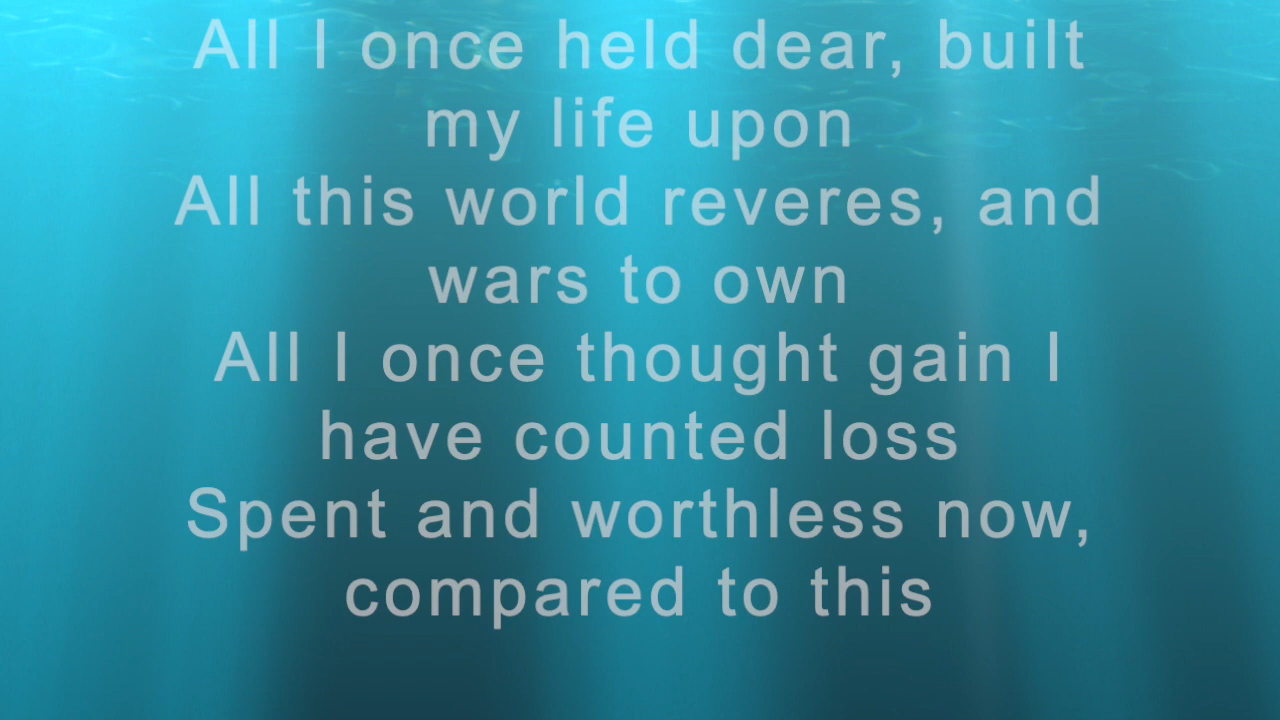 All I once held dear, built
my life upon
All this world reveres, and
wars to own
All I once thought gain I
have counted loss
Spent and worthless now,
compared to this